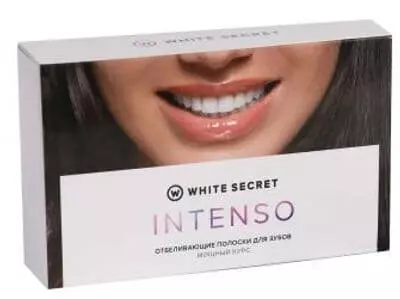 WHITE SECRET
WHITE SECRET
INTENSO
ОТБЕЛИВАЮЩИЕ ПОЛОСКИ ДЛЯ ЗУБОВ
МОЩНЫЙ КУРС